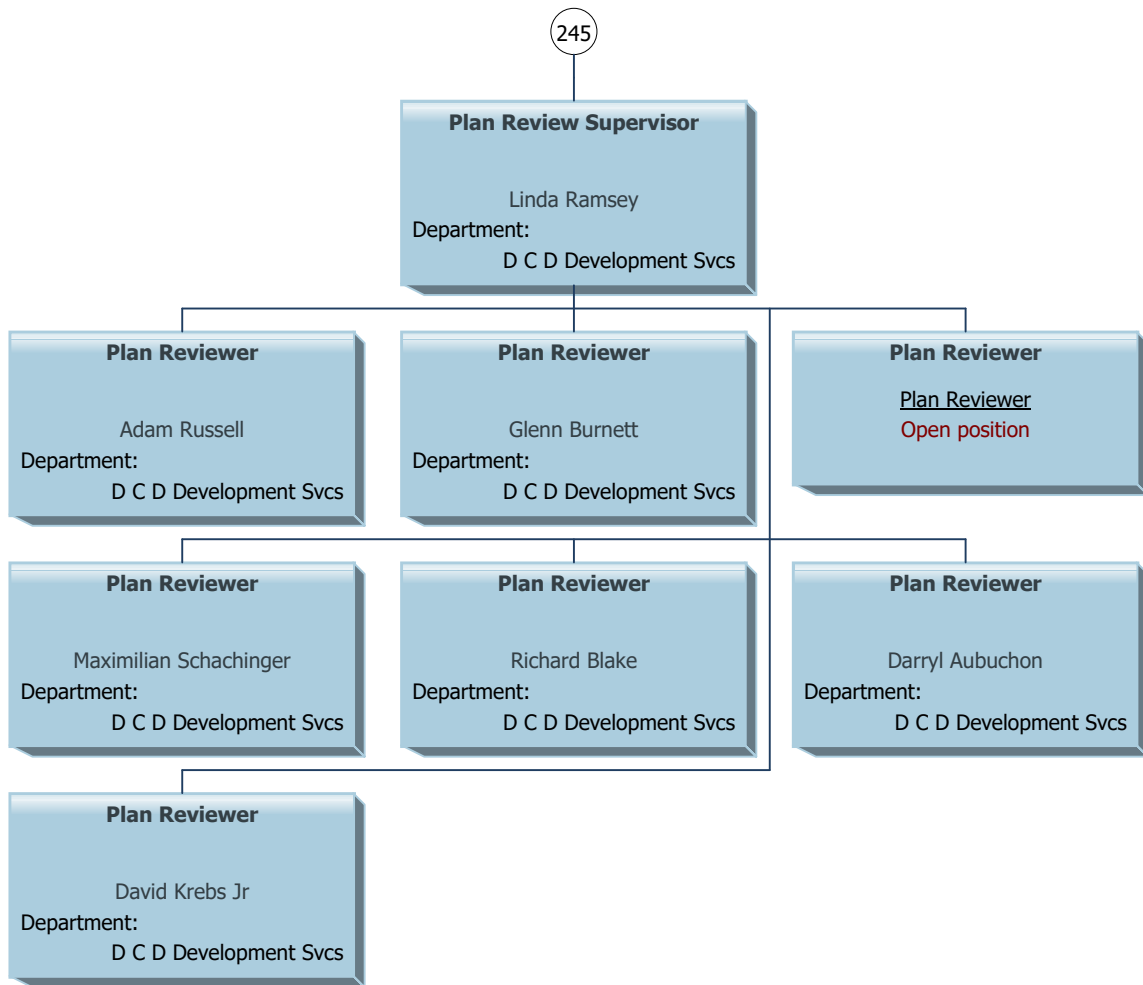 245
Plan Review Supervisor
Linda Ramsey
Department:
D C D Development Svcs
Plan Reviewer
Adam Russell
Department:
D C D Development Svcs
Plan Reviewer
Glenn Burnett
Department:
D C D Development Svcs
Plan Reviewer
Plan Reviewer
Open position
Plan Reviewer
Maximilian Schachinger
Department:
D C D Development Svcs
Plan Reviewer
Richard Blake
Department:
D C D Development Svcs
Plan Reviewer
Darryl Aubuchon
Department:
D C D Development Svcs
Plan Reviewer
David Krebs Jr
Department:
D C D Development Svcs